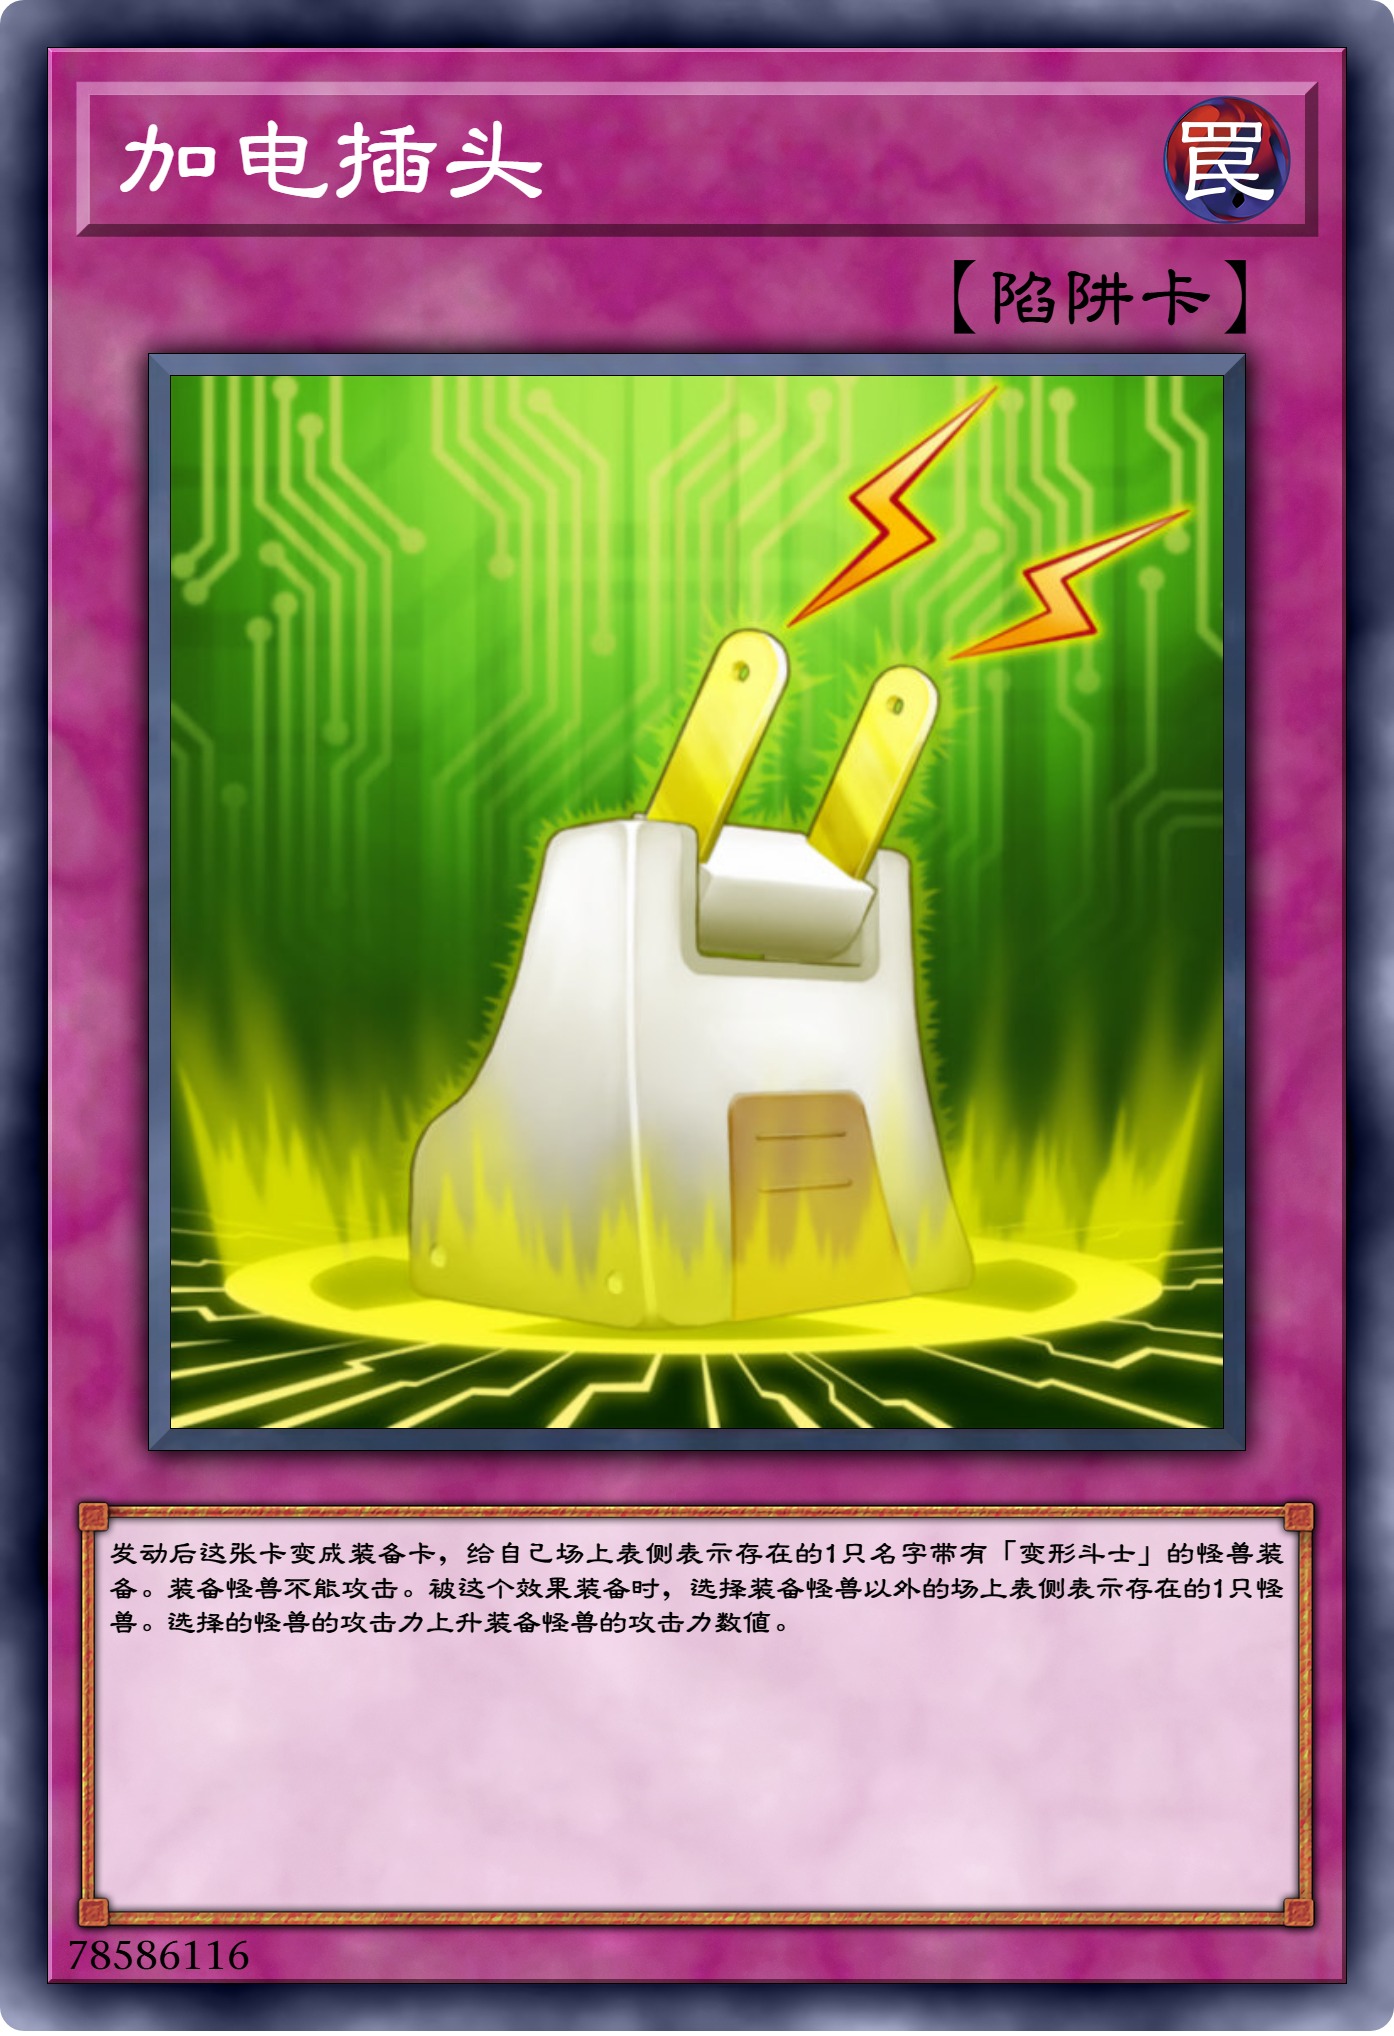 加电插头
罠
【陷阱卡】
发动后这张卡变成装备卡，给自己场上表侧表示存在的1只名字带有「变形斗士」的怪兽装
备。装备怪兽不能攻击。被这个效果装备时，选择装备怪兽以外的场上表侧表示存在的1只怪
兽。选择的怪兽的攻击力上升装备怪兽的攻击力数値。
78586116